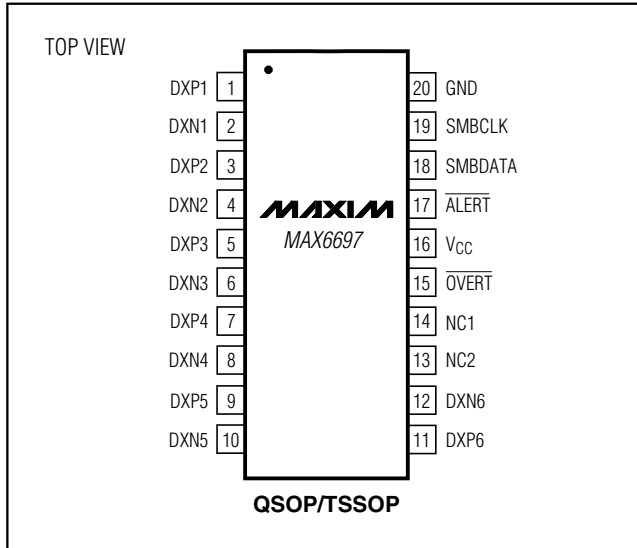 TOP VIEW
DXP1 1 20 GND
DXN1 2 19 SMBCLK
DXP2 3 18 SMBDATA
DXN2 4 MAXIM 17 ALERT
DXP3 5 MAX6697 16 VCC
DXN3 6 15 OVERT
DXP4 7 14 NC1
DXN4 8 13 NC2
DXP5 9 12 DXN6
DXN5 10 11 DXP6
QSOP/TSSOP